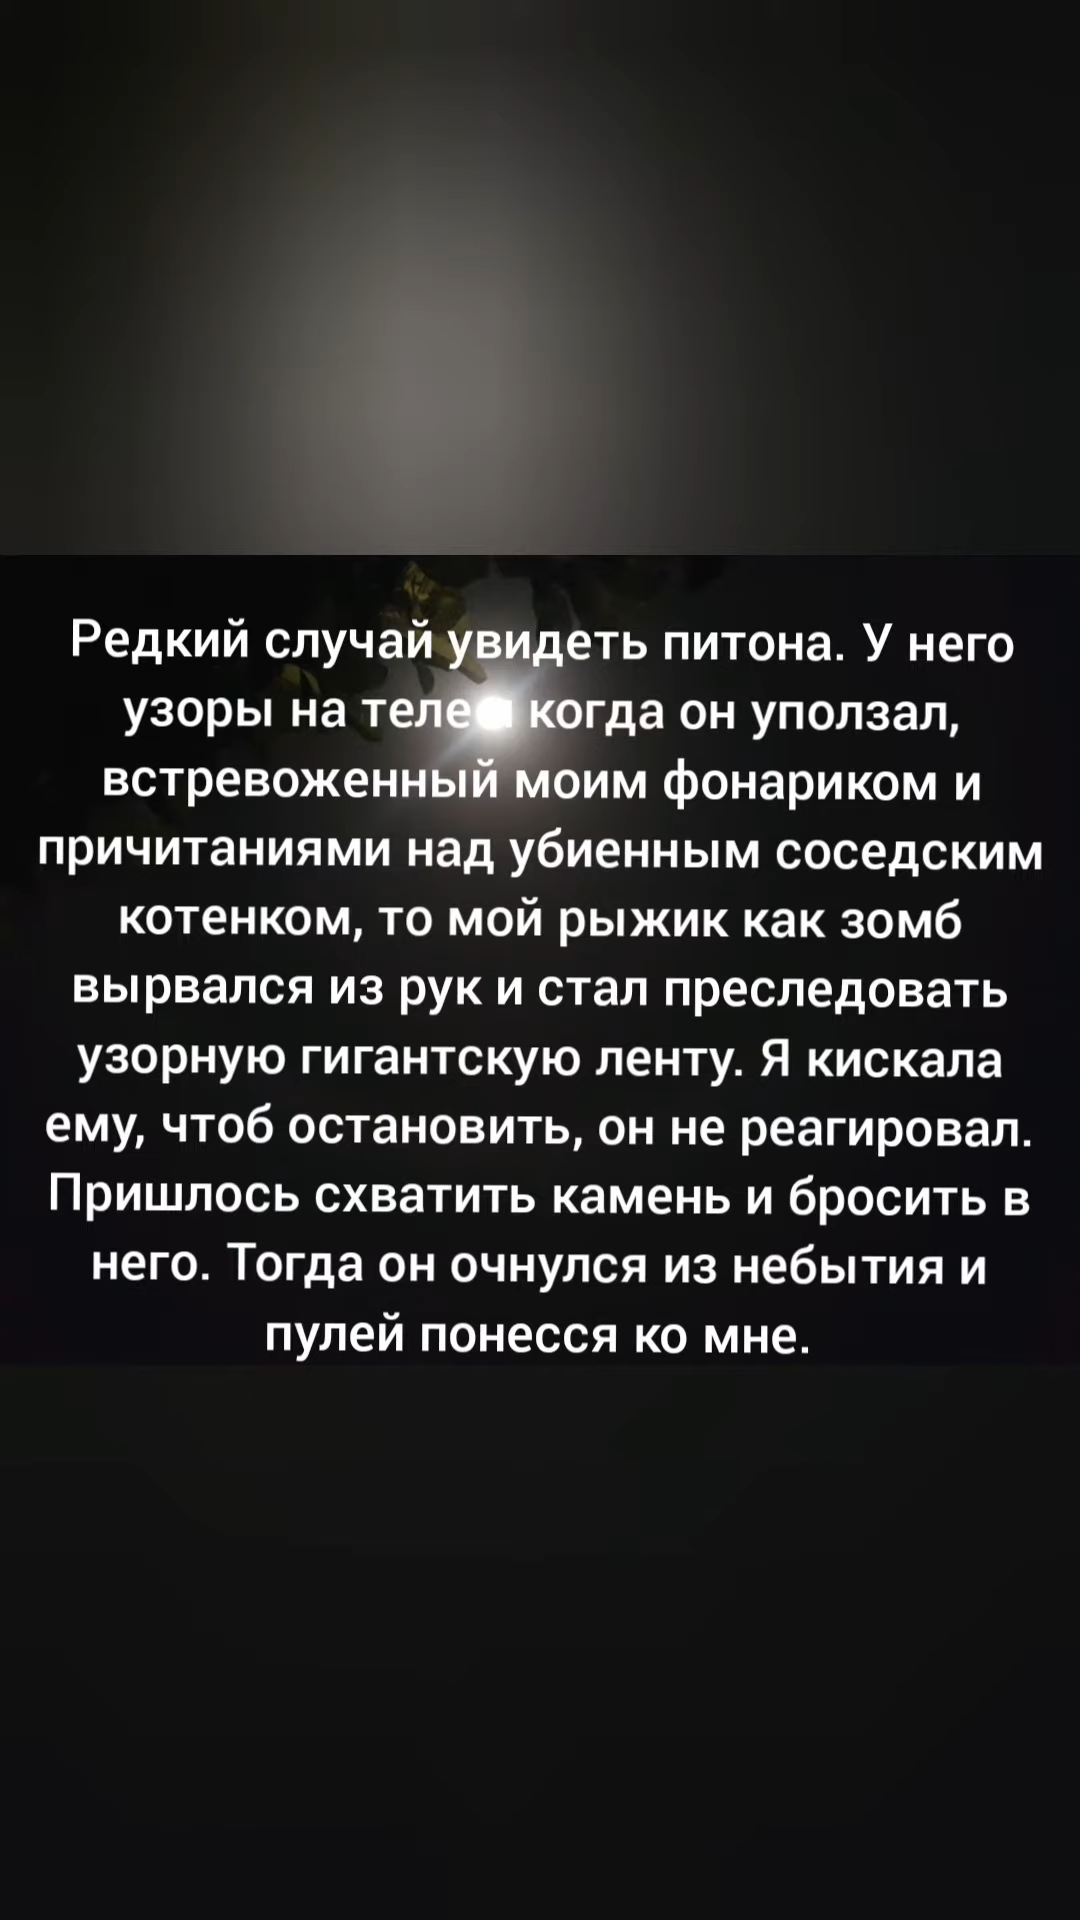 Редкий случай увидеть питона. У него
узоры на теле и когда он уползал,
встревоженный моим фонариком и
причитаниями над убиенным соседским
котенком, то мой рыжик как зомб
вырвался из рук и стал преследовать
узорную гигантскую ленту. Я кискала
ему, чтоб остановить, он не реагировал.
Пришлось схватить камень и бросить в
него. Тогда он очнулся из небытия и
пулей понесся ко мне.